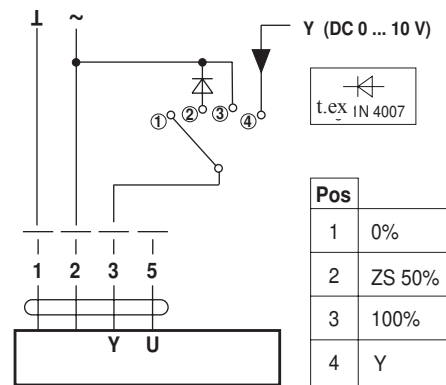 ⊥ ~
Y (DC 0 ... 10 V)
① ② ③ ④
t.ex 1N 4007
Pos
1 0%
2 ZS 50%
3 100%
4 Y
1 2 3 5
Y U